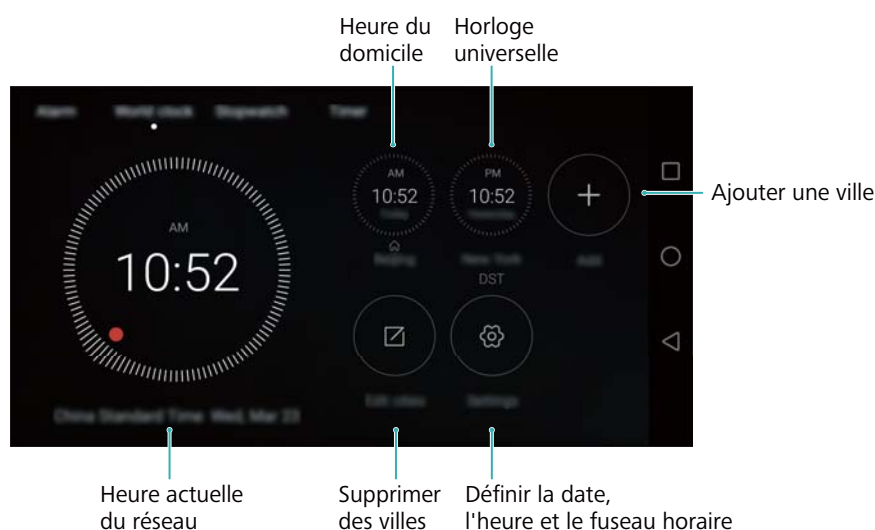 Heure du
domicile
Horloge
universelle
Alarm World clock Stopwatch Timer
AM
10:52
AM
10:52
Today
Beijing
PM
10:52
Yesterday
New York
DST
Add
Ajouter une ville
Edit cities
Settings
China Standard Time Wed, Mar 23
Heure actuelle
du réseau
Supprimer
des villes
Définir la date,
l'heure et le fuseau horaire